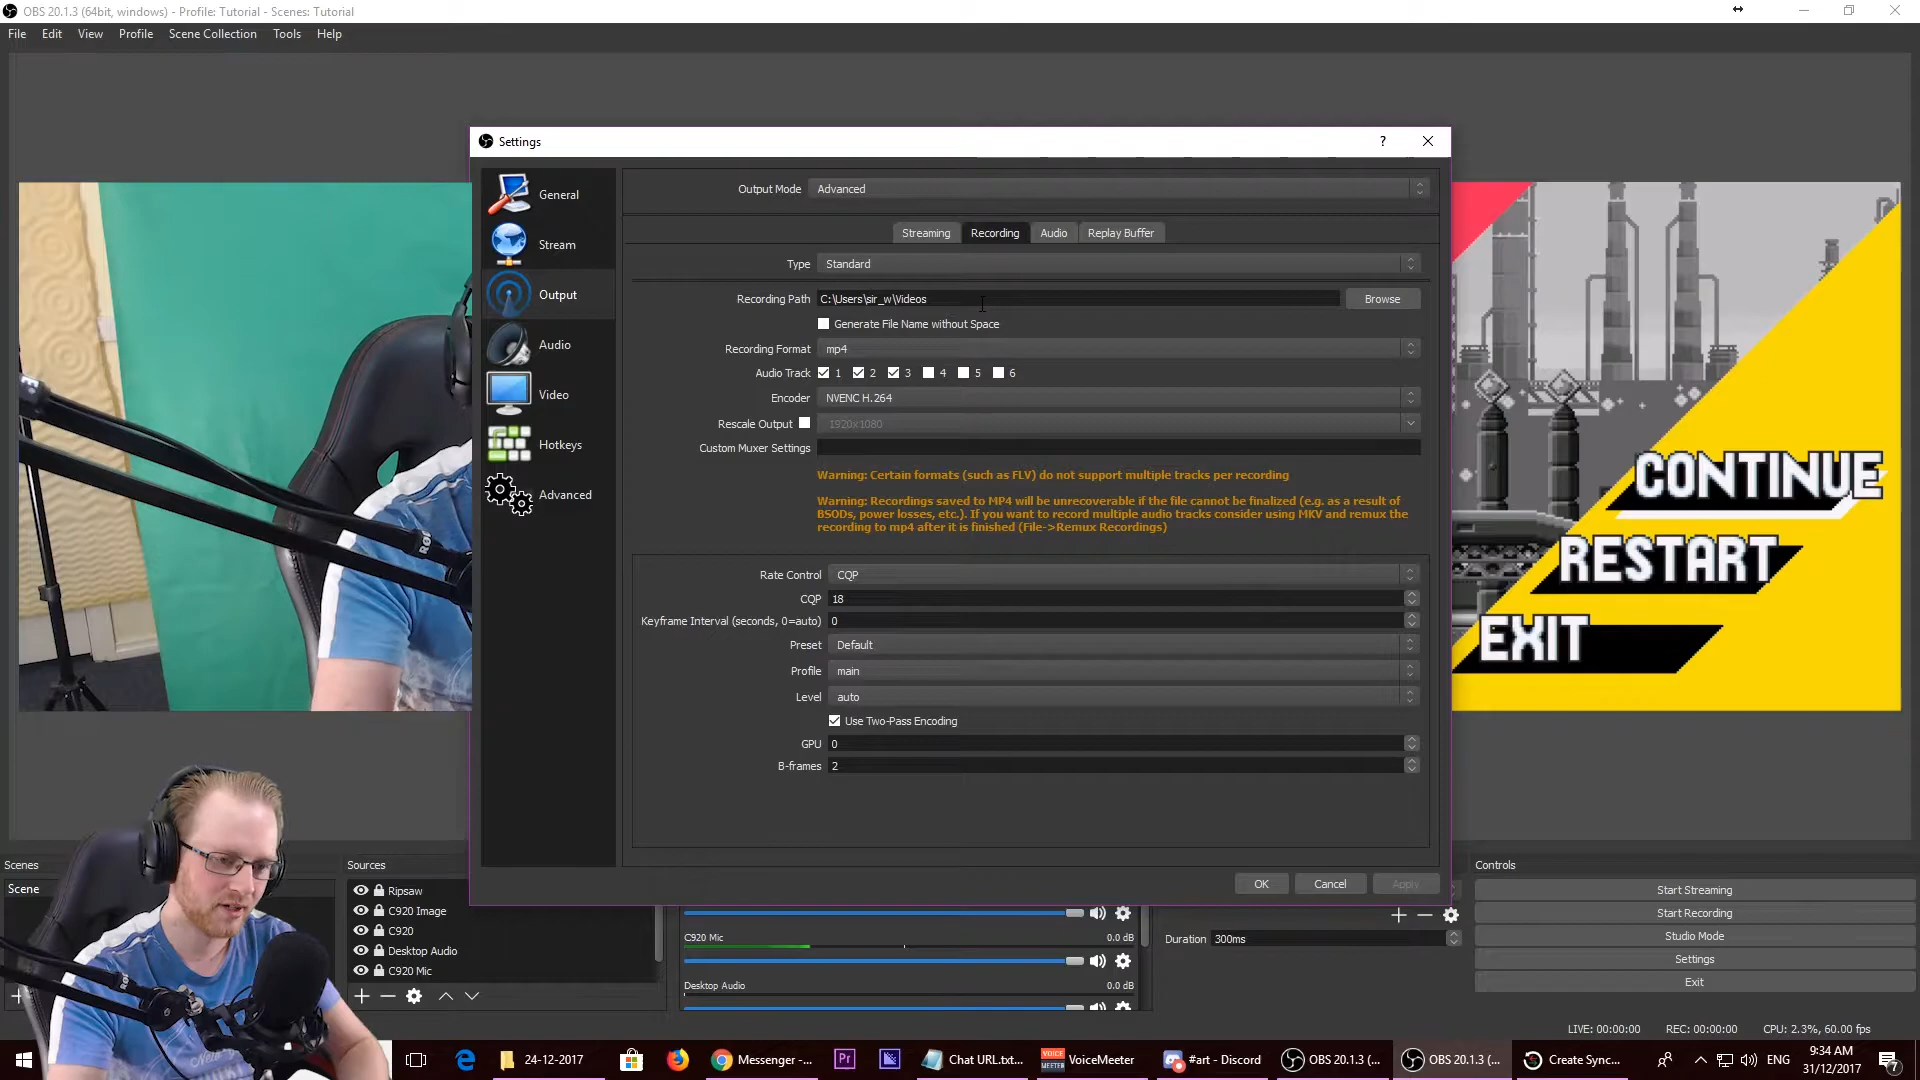 OBS 20.1.3 (64bit, windows) - Profile: Tutorial - Scenes: Tutorial
File Edit View Profile Scene Collection Tools Help
Settings
?
General
Stream
Output
Audio
Video
Hotkeys
Advanced
Output Mode Advanced
Streaming Recording Audio Replay Buffer
Type Standard
Recording Path C:\Users\sir_w\Videos Browse
Generate File Name without Space
Recording Format mp4
Audio Track 1 2 3 4 5 6
Encoder NVENC H.264
Rescale Output 1920x1080
Custom Muxer Settings
Warning: Certain formats (such as FLV) do not support multiple tracks per recording
Warning: Recordings saved to MP4 will be unrecoverable if the file cannot be finalized (e.g. as a result of
BSODs, power losses, etc.). If you want to record multiple audio tracks consider using MKV and remux the
recording to mp4 after it is finished (File->Remux Recordings)
Rate Control CQP
CQP 18
Keyframe Interval (seconds, 0=auto) 0
Preset Default
Profile main
Level auto
Use Two-Pass Encoding
GPU 0
B-frames 2
OK Cancel Apply
CONTINUE
RESTART
EXIT
Scenes
Scene
Sources
Ripsaw
C920 Image
C920
Desktop Audio
C920 Mic
C920 Mic 0.0 dB
Desktop Audio 0.0 dB
Duration 300ms
Controls
Start Streaming
Start Recording
Studio Mode
Settings
Exit
LIVE: 00:00:00 REC: 00:00:00 CPU: 2.3%, 60.00 fps
24-12-2017
Messenger -...
Pr
Chat URL.txt...
VOICE MEETER
VoiceMeeter
#art - Discord
OBS 20.1.3 (...
OBS 20.1.3 (...
Create Sync...
ENG
9:34 AM
31/12/2017
7